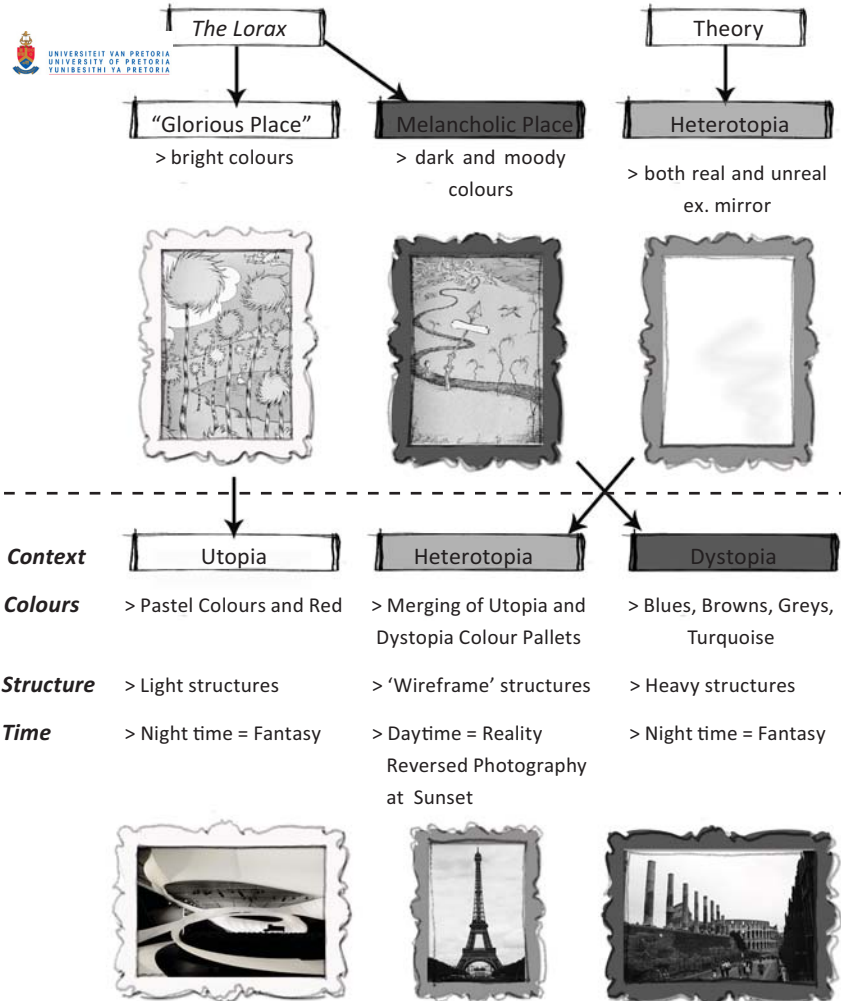 The Lorax
Theory
UNIVERSITEIT VAN PRETORIA
UNIVERSITY OF PRETORIA
YUNIBESITHI YA PRETORIA
“Glorious Place”
Melancholic Place
Heterotopia
> bright colours
> dark and moody
colours
> both real and unreal
ex. mirror
Context
Utopia
Heterotopia
Dystopia
Colours
> Pastel Colours and Red
> Merging of Utopia and
Dystopia Colour Pallets
> Blues, Browns, Greys,
Turquoise
Structure
> Light structures
> ‘Wireframe’ structures
> Heavy structures
Time
> Night time = Fantasy
> Daytime = Reality
Reversed Photography
at Sunset
> Night time = Fantasy